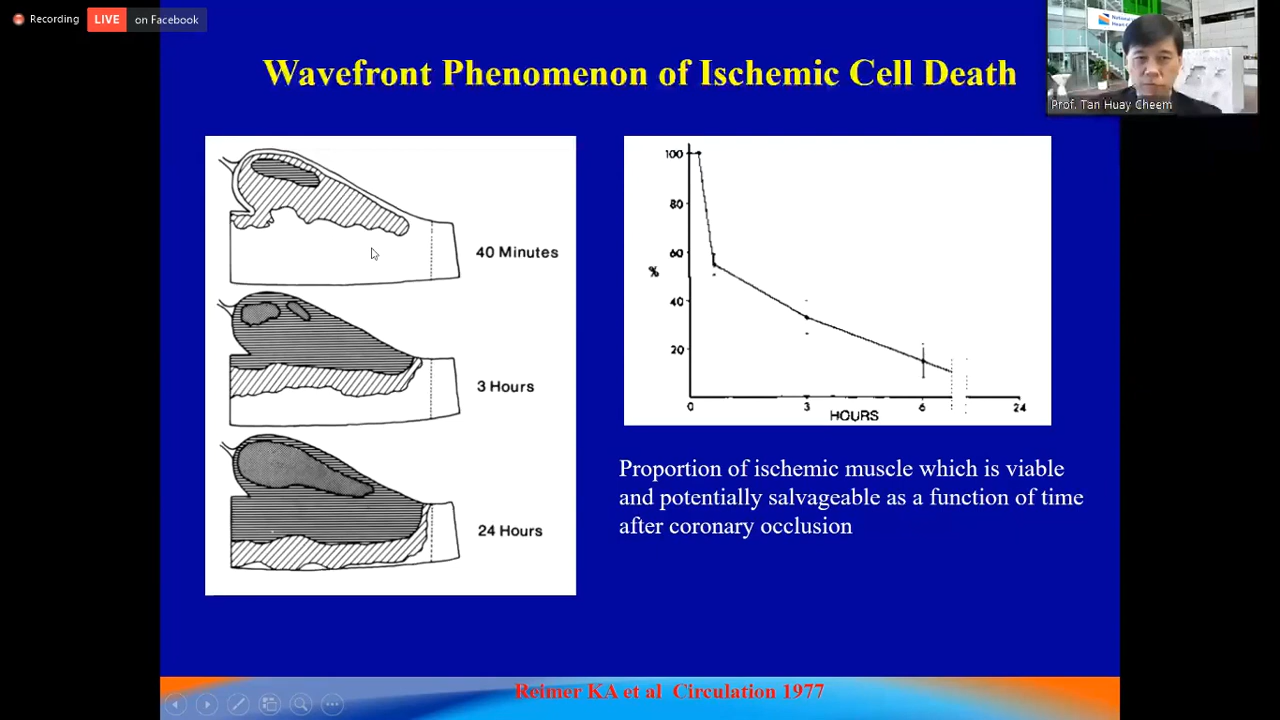 Recording
LIVE
on Facebook
Wavefront Phenomenon of Ischemic Cell Death
National
Heart
Prof. Tan Huay Cheem
40 Minutes
3 Hours
24 Hours
100
80
60
%
40
20
0
3
6
24
HOURS
Proportion of ischemic muscle which is viable
and potentially salvageable as a function of time
after coronary occlusion
Reimer KA et al Circulation 1977